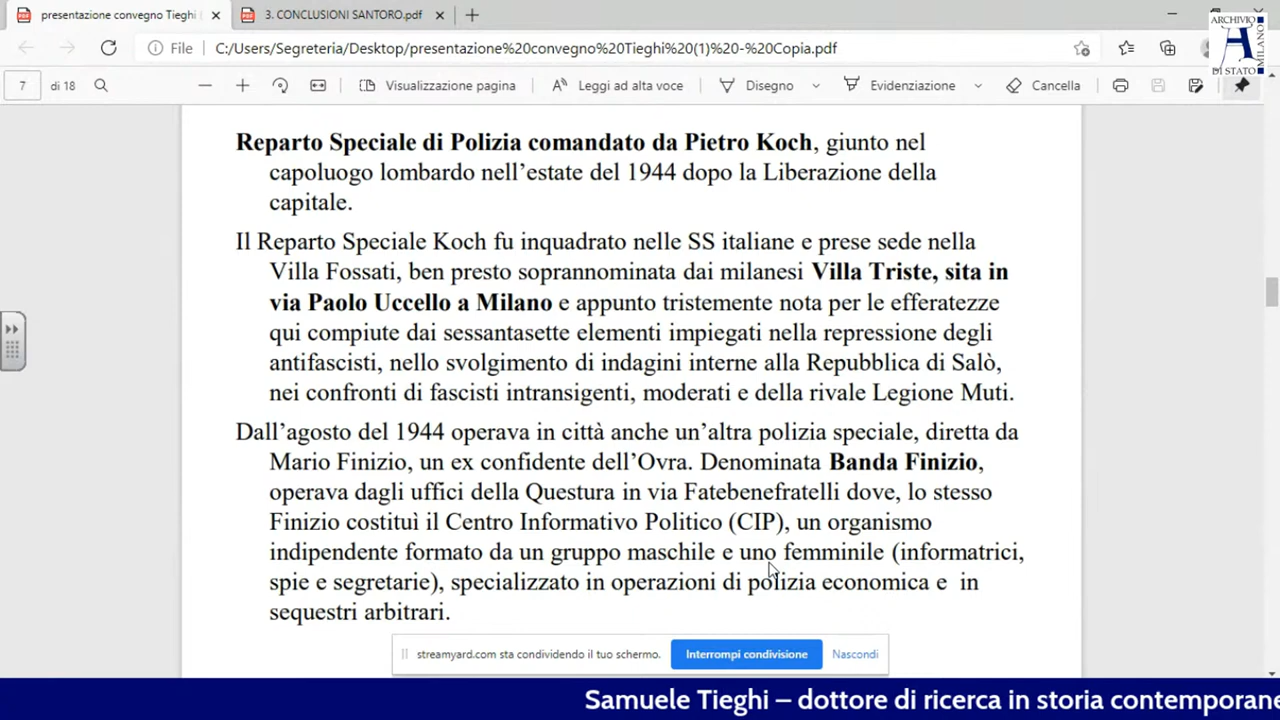 presentazione convegno Tieghi
3. CONCLUSIONI SANTORO.pdf
ARCHIVIO
DI STATO
MILANO
File
C:/Users/Segreteria/Desktop/presentazione%20convegno%20Tieghi%20(1)%20-%20Copia.pdf
7 di 18
Visualizzazione pagina
Leggi ad alta voce
Disegno
Evidenziazione
Cancella
Reparto Speciale di Polizia comandato da Pietro Koch, giunto nel
capoluogo lombardo nell’estate del 1944 dopo la Liberazione della
capitale.
Il Reparto Speciale Koch fu inquadrato nelle SS italiane e prese sede nella
Villa Fossati, ben presto soprannominata dai milanesi Villa Triste, sita in
via Paolo Uccello a Milano e appunto tristemente nota per le efferatezze
qui compiute dai sessantasette elementi impiegati nella repressione degli
antifascisti, nello svolgimento di indagini interne alla Repubblica di Salò,
nei confronti di fascisti intransigenti, moderati e della rivale Legione Muti.
Dall’agosto del 1944 operava in città anche un’altra polizia speciale, diretta da
Mario Finizio, un ex confidente dell’Ovra. Denominata Banda Finizio,
operava dagli uffici della Questura in via Fatebenefratelli dove, lo stesso
Finizio costituì il Centro Informativo Politico (CIP), un organismo
indipendente formato da un gruppo maschile e uno femminile (informatrici,
spie e segretarie), specializzato in operazioni di polizia economica e in
sequestri arbitrari.
streamyard.com sta condividendo il tuo schermo.
Interrompi condivisione
Nascondi
Samuele Tieghi – dottore di ricerca in storia contemporane